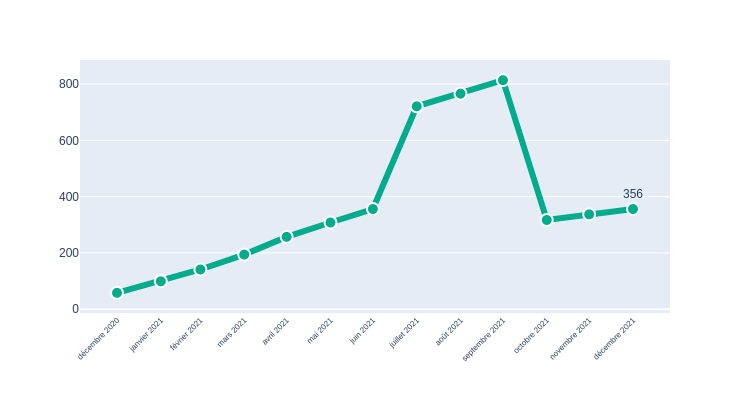 800
600
400
200
0
356
décembre 2020
janvier 2021
février 2021
mars 2021
avril 2021
mai 2021
juin 2021
juillet 2021
août 2021
septembre 2021
octobre 2021
novembre 2021
décembre 2021